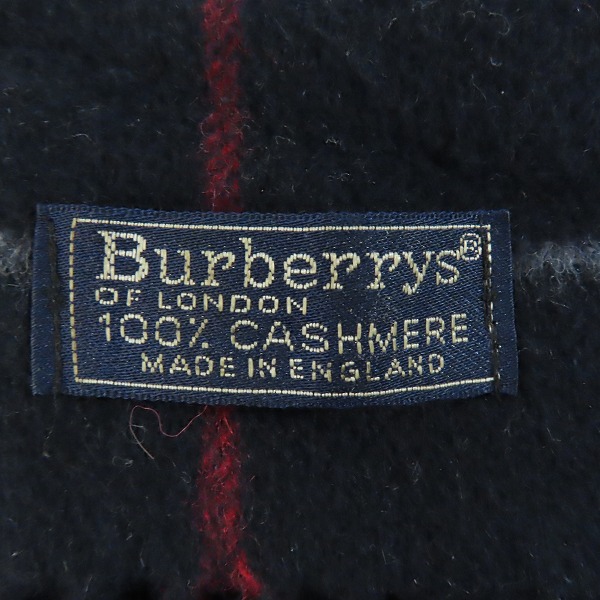 Burberrys®
OF LONDON
100% CASHMERE
MADE IN ENGLAND